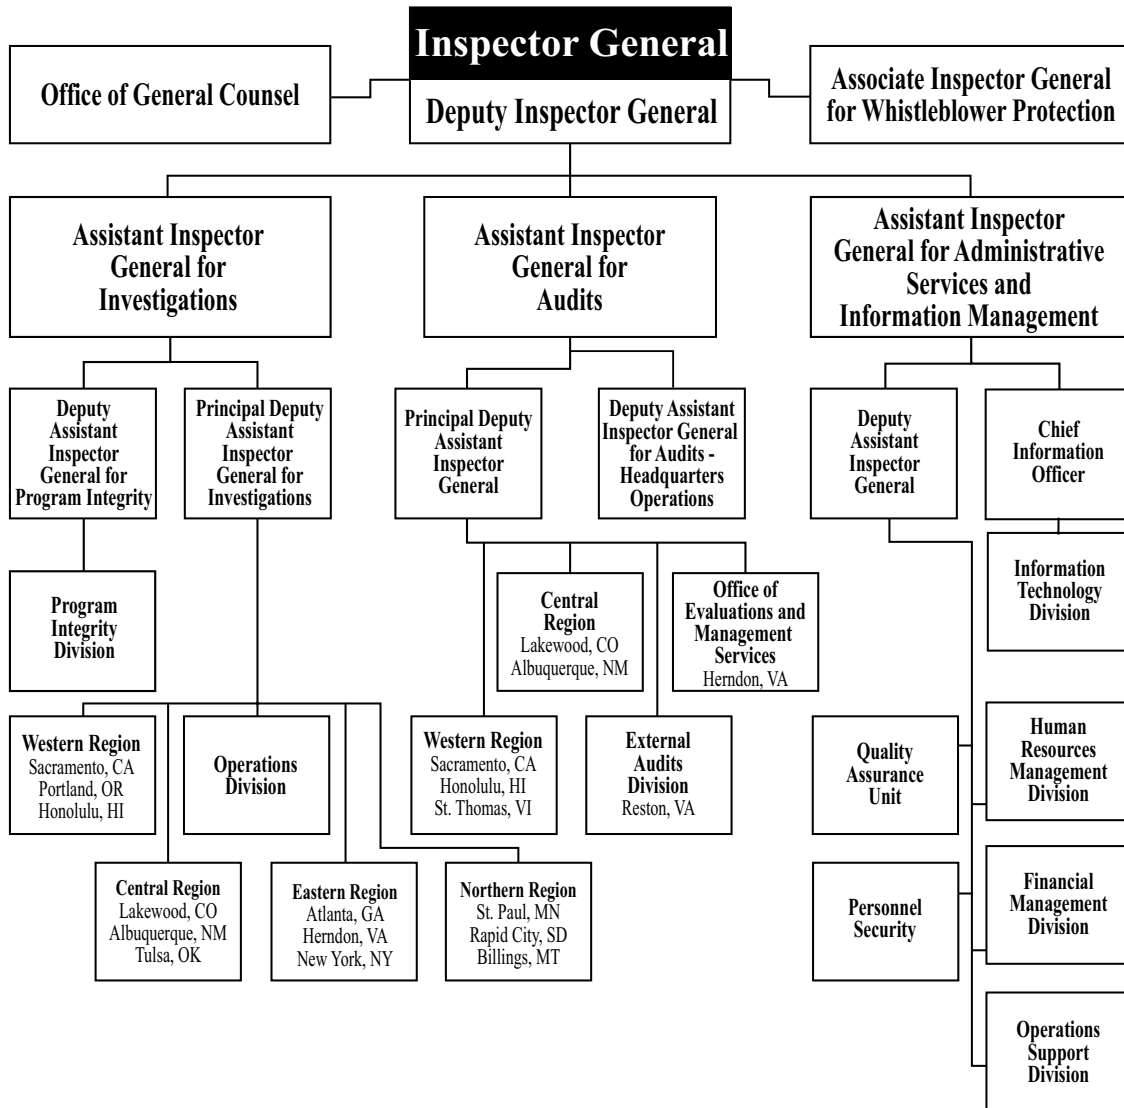 Inspector General
Deputy Inspector General
Office of General Counsel
Associate Inspector General
for Whistleblower Protection
Assistant Inspector
General for
Investigations
Assistant Inspector
General for
Audits
Assistant Inspector
General for Administrative
Services and
Information Management
Deputy
Assistant
Inspector
General for
Program Integrity
Principal Deputy
Assistant
Inspector
General for
Investigations
Principal Deputy
Assistant
Inspector
General
Deputy Assistant
Inspector General
for Audits -
Headquarters
Operations
Deputy
Assistant
Inspector
General
Chief
Information
Officer
Program
Integrity
Division
Central
Region
Lakewood, CO
Albuquerque, NM
Office of
Evaluations and
Management
Services
Herndon, VA
Information
Technology
Division
Western Region
Sacramento, CA
Portland, OR
Honolulu, HI
Operations
Division
Western Region
Sacramento, CA
Honolulu, HI
St. Thomas, VI
External
Audits
Division
Reston, VA
Quality
Assurance
Unit
Human
Resources
Management
Division
Central Region
Lakewood, CO
Albuquerque, NM
Tulsa, OK
Eastern Region
Atlanta, GA
Herndon, VA
New York, NY
Northern Region
St. Paul, MN
Rapid City, SD
Billings, MT
Personnel
Security
Financial
Management
Division
Operations
Support
Division